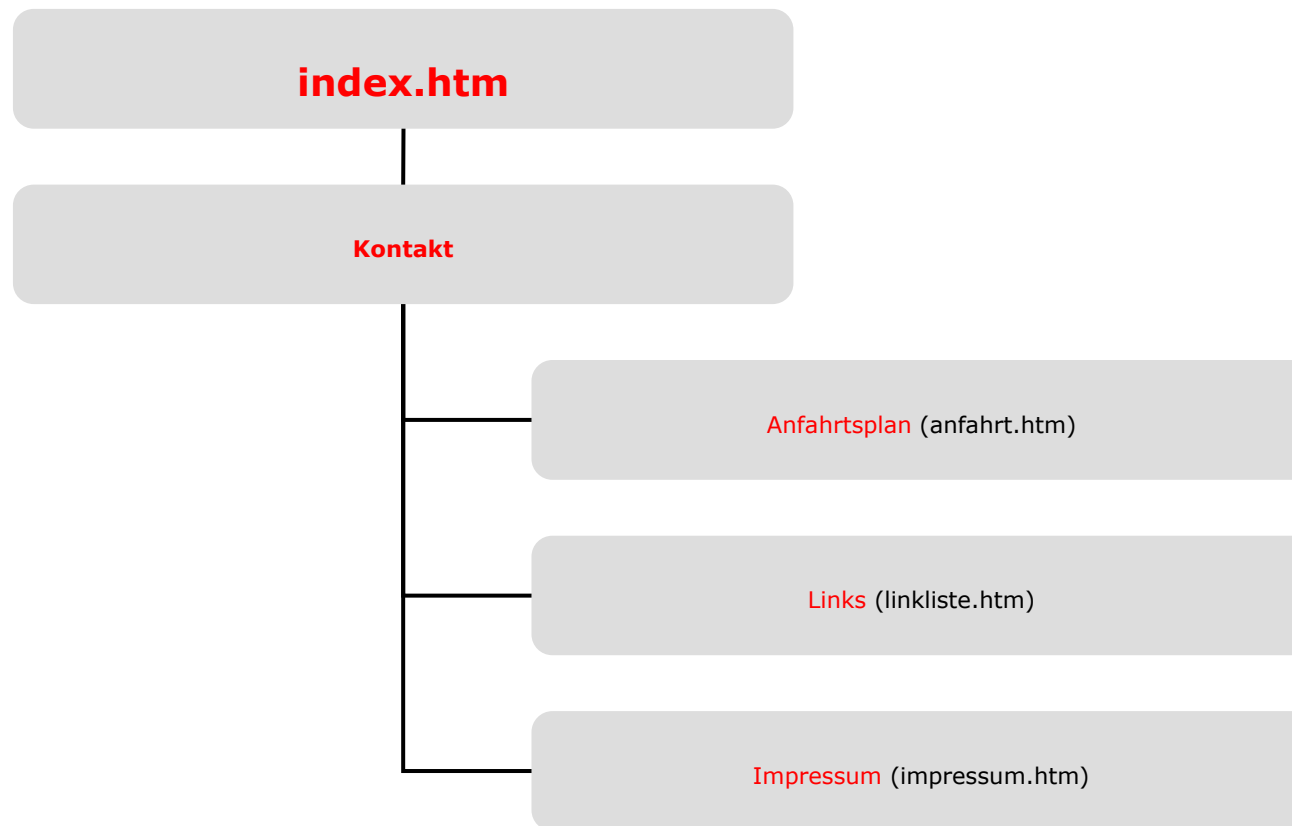 index.htm
Kontakt
Anfahrtsplan (anfahrt.htm)
Links (linkliste.htm)
Impressum (impressum.htm)